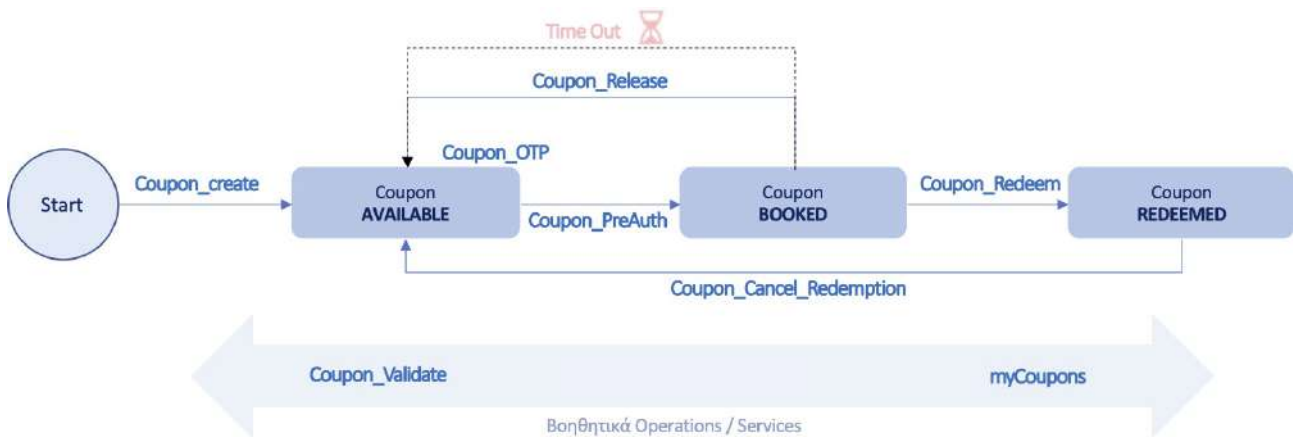 Time Out
Coupon_Release
Coupon_OTP
Start
Coupon_create
Coupon
AVAILABLE
Coupon_PreAuth
Coupon
BOOKED
Coupon_Redeem
Coupon
REDEEMED
Coupon_Cancel_Redemption
Coupon_Validate
myCoupons
Βοηθητικά Operations / Services